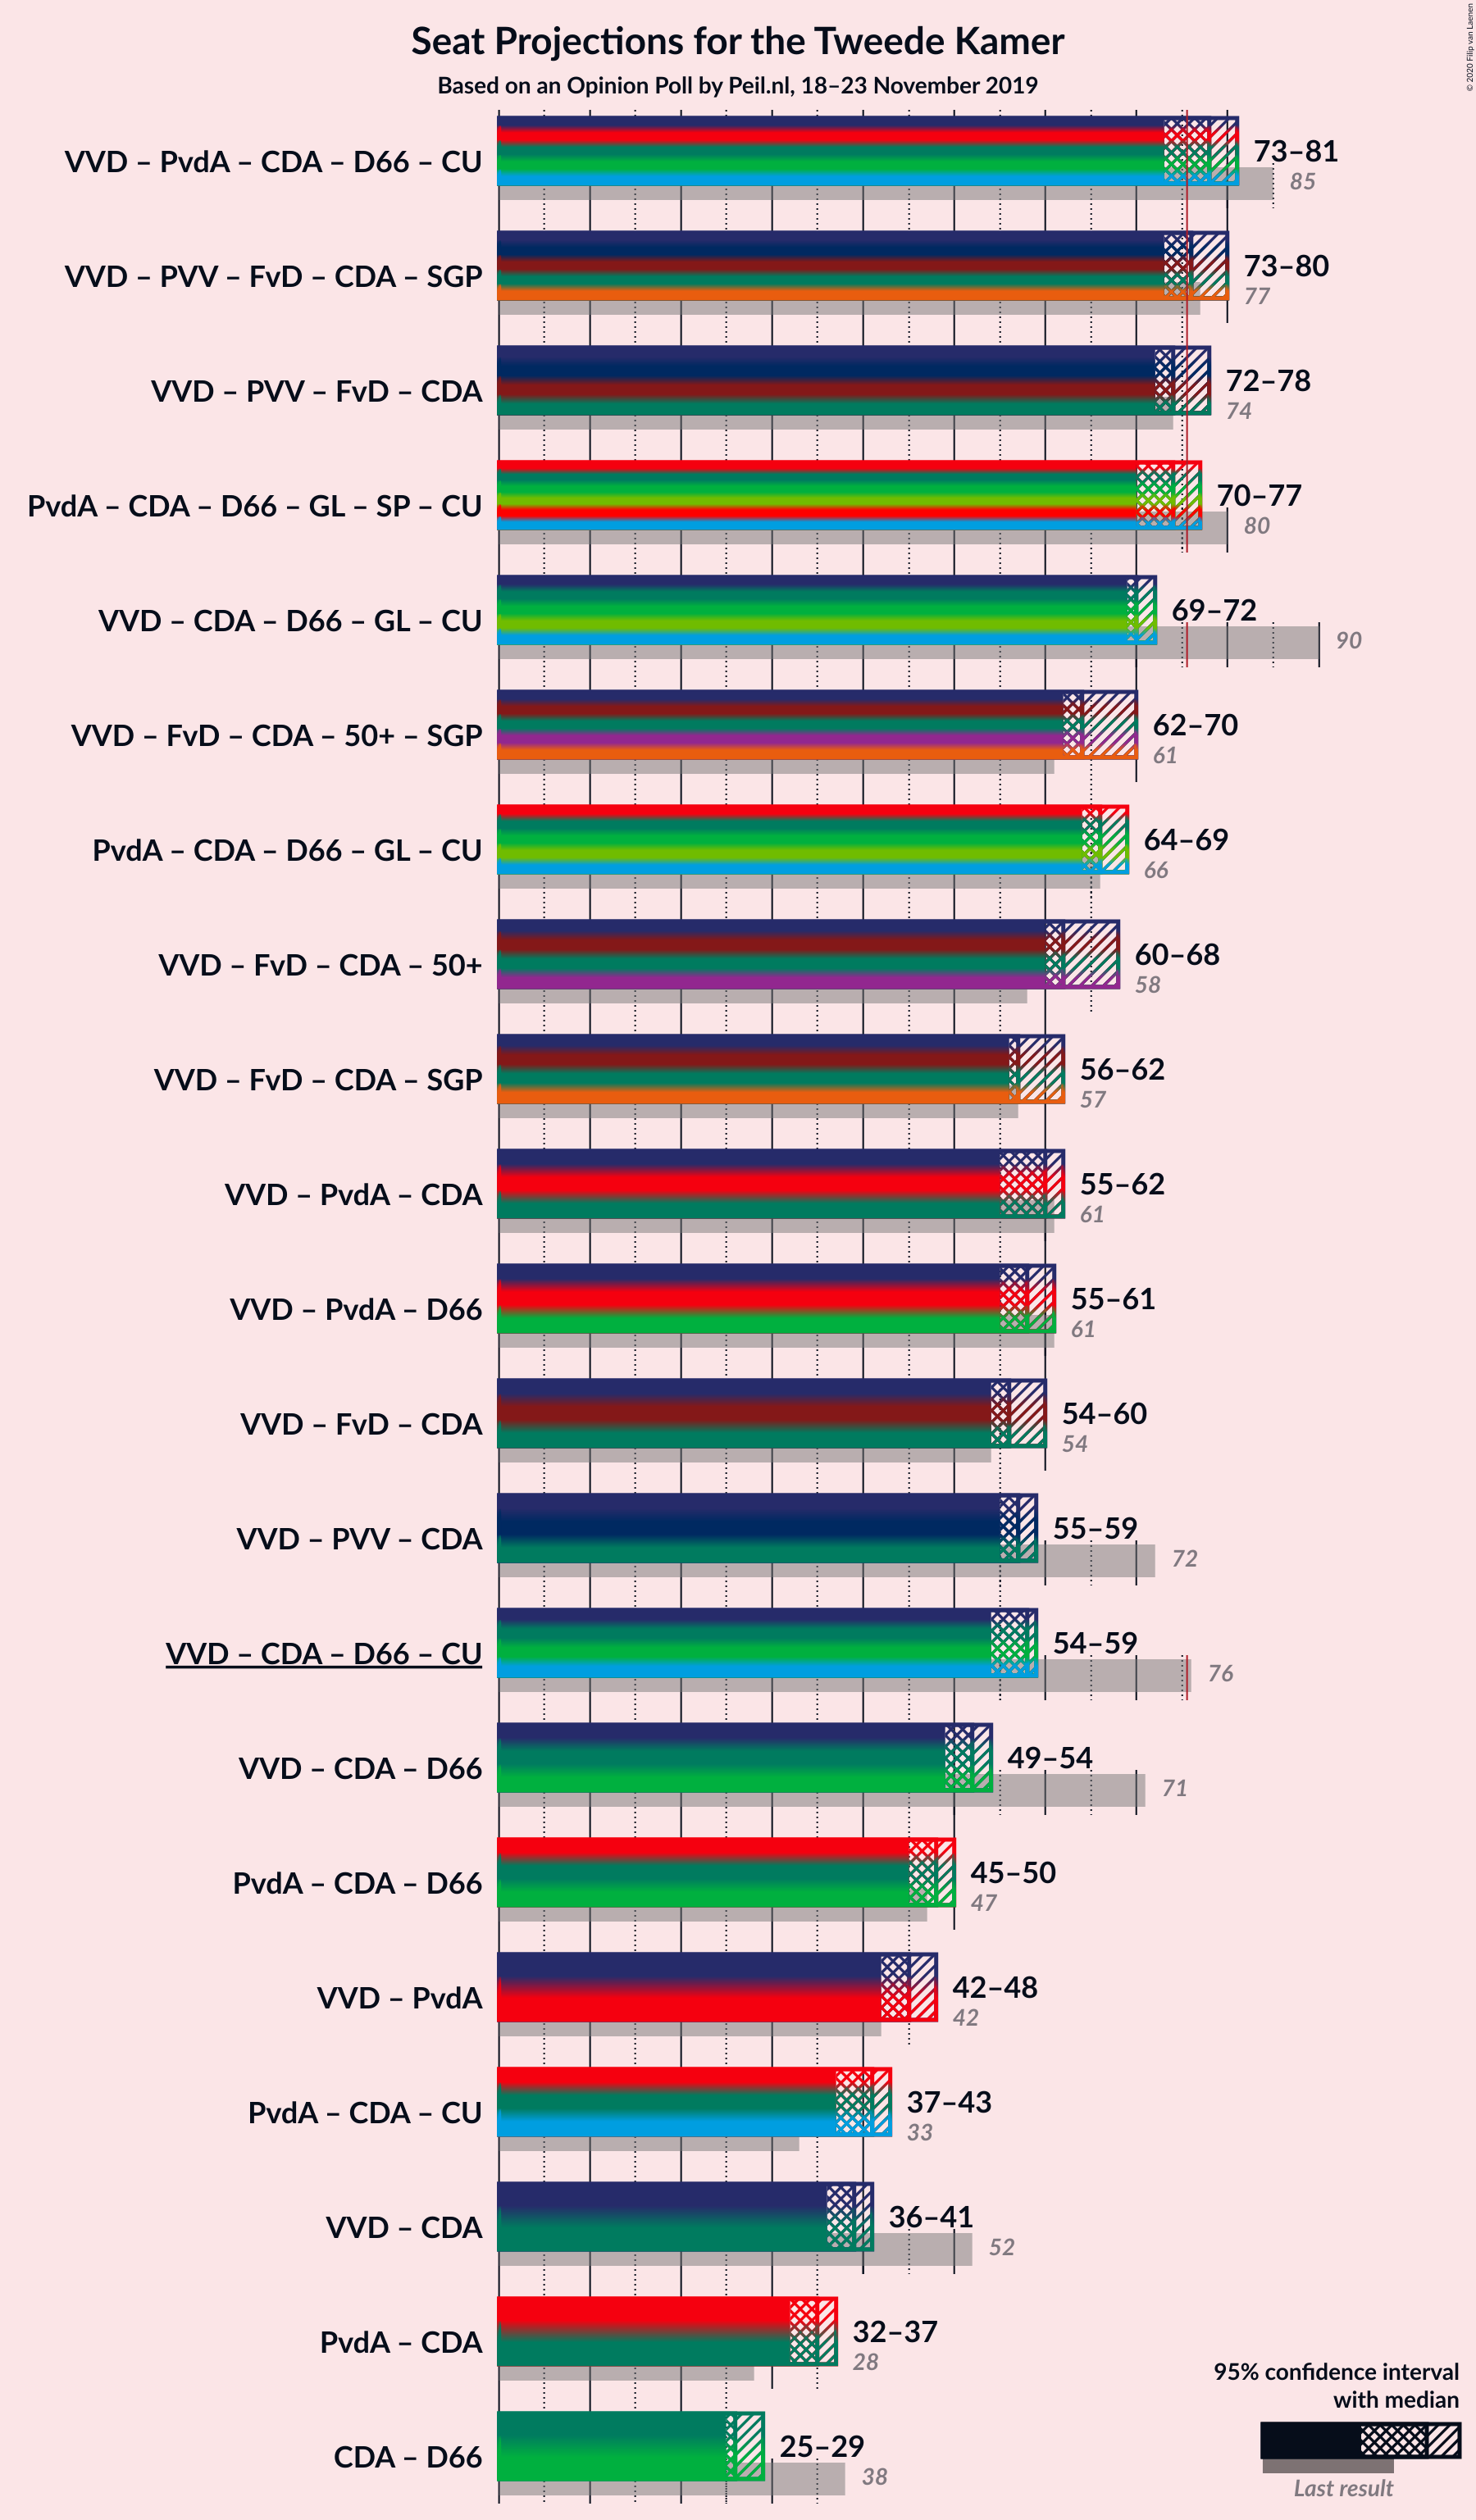 Seat Projections for the Tweede Kamer
Based on an Opinion Poll by Peil.nl, 18–23 November 2019
© 2020 Filip van Laenen
VVD – PvdA – CDA – D66 – CU
73–81
85
VVD – PVV – FvD – CDA – SGP
73–80
77
VVD – PVV – FvD – CDA
72–78
74
PvdA – CDA – D66 – GL – SP – CU
70–77
80
VVD – CDA – D66 – GL – CU
69–72
90
VVD – FvD – CDA – 50+ – SGP
62–70
61
PvdA – CDA – D66 – GL – CU
64–69
66
VVD – FvD – CDA – 50+
60–68
58
VVD – FvD – CDA – SGP
56–62
57
VVD – PvdA – CDA
55–62
61
VVD – PvdA – D66
55–61
61
VVD – FvD – CDA
54–60
54
VVD – PVV – CDA
55–59
72
VVD – CDA – D66 – CU
54–59
76
VVD – CDA – D66
49–54
71
PvdA – CDA – D66
45–50
47
VVD – PvdA
42–48
42
PvdA – CDA – CU
37–43
33
VVD – CDA
36–41
52
PvdA – CDA
32–37
28
CDA – D66
25–29
38
95% confidence interval
with median
Last result